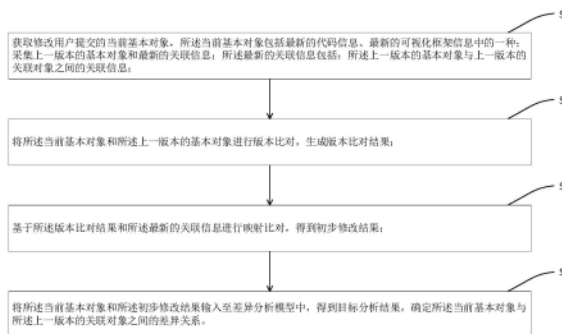 获取修改用户提交的当前基本对象，所述当前基本对象包括最新的代码信息、最新的可视化框架信息中的一种；
采集上一版本的基本对象和最新的关联信息；所述最新的关联信息包括：所述上一版本的基本对象与上一版本的
关联对象之间的关联信息；
将所述当前基本对象和所述上一版本的基本对象进行版本比对，生成版本比对结果；
基于所述版本比对结果和所述最新的关联信息进行映射比对，得到初步修改结果；
将所述当前基本对象和所述初步修改结果输入至差异分析模型中，得到目标分析结果，确定所述当前基本对象与
所述上一版本的关联对象之间的差异关系。